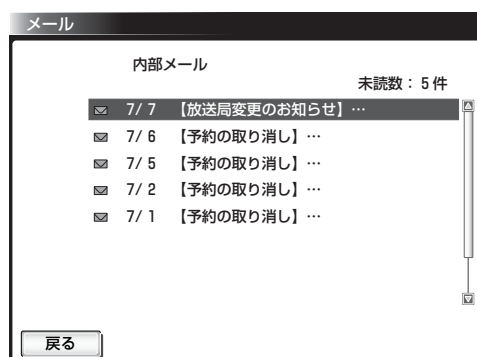 メール
内部メール
未読数：5件
7/ 7 【放送局変更のお知らせ】…
7/ 6 【予約の取り消し】…
7/ 5 【予約の取り消し】…
7/ 2 【予約の取り消し】…
7/ 1 【予約の取り消し】…
戻る